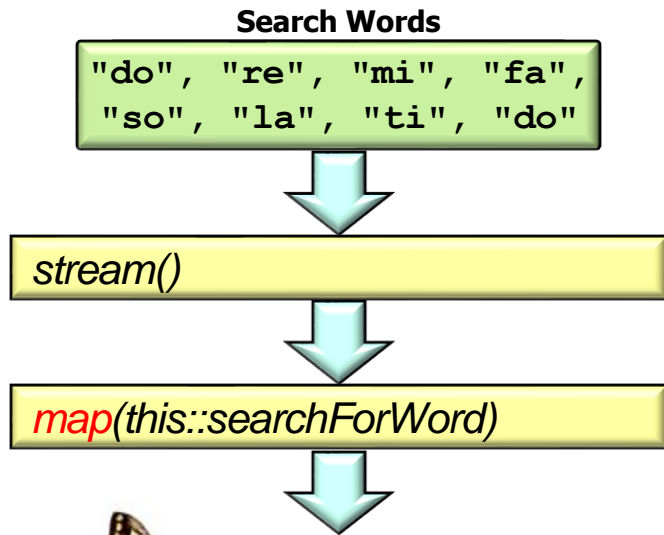 Search Words
"do", "re", "mi", "fa",
"so", "la", "ti", "do"
stream()
map(this::searchForWord)